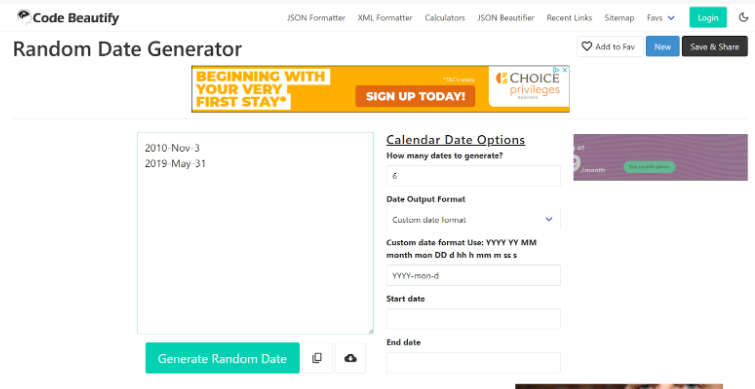 Code Beautify
JSON Formatter XML Formatter Calculators JSON Beautifier Recent Links Sitemap Favs Login
Random Date Generator
Add to Fav New Save & Share
BEGINNING WITH
YOUR VERY
FIRST STAY*
*T&Cs apply
SIGN UP TODAY!
CHOICE
privileges
2010-Nov-3
2019-May-31
Calendar Date Options
How many dates to generate?
6
Date Output Format
Custom date format
Custom date format Use: YYYY YY MM
month mon DD d hh h mm m ss s
YYYY-mon-d
Start date
End date
Generate Random Date
at
/month